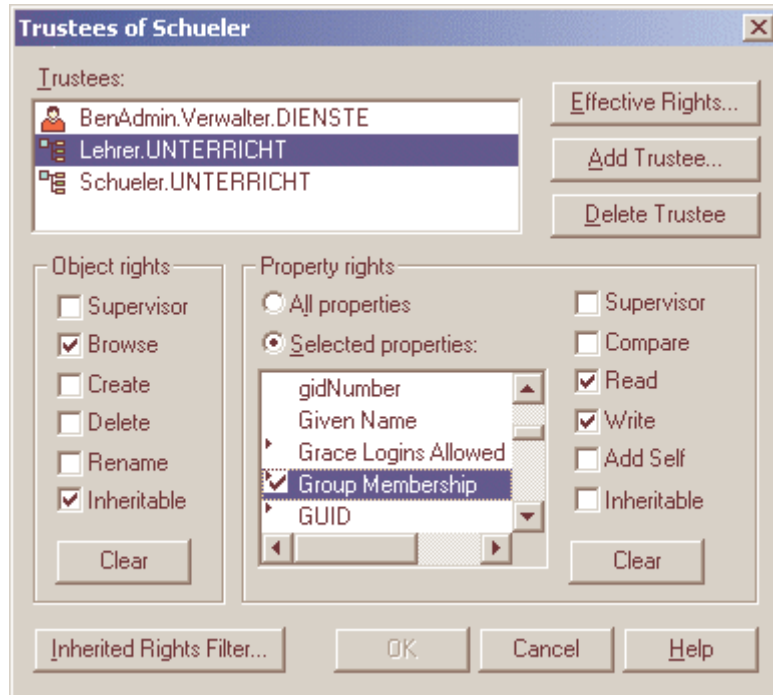 Trustees of Schueler
Trustees:
BenAdmin.Verwalter.DIENSTE
Lehrer.UNTERRICHT
Schueler.UNTERRICHT
Effective Rights...
Add Trustee...
Delete Trustee
Object rights
Supervisor
Browse
Create
Delete
Rename
Inheritable
Clear
Property rights
All properties
Selected properties:
gidNumber
Given Name
Grace Logins Allowed
Group Membership
GUID
Supervisor
Compare
Read
Write
Add Self
Inheritable
Clear
Inherited Rights Filter...
OK
Cancel
Help